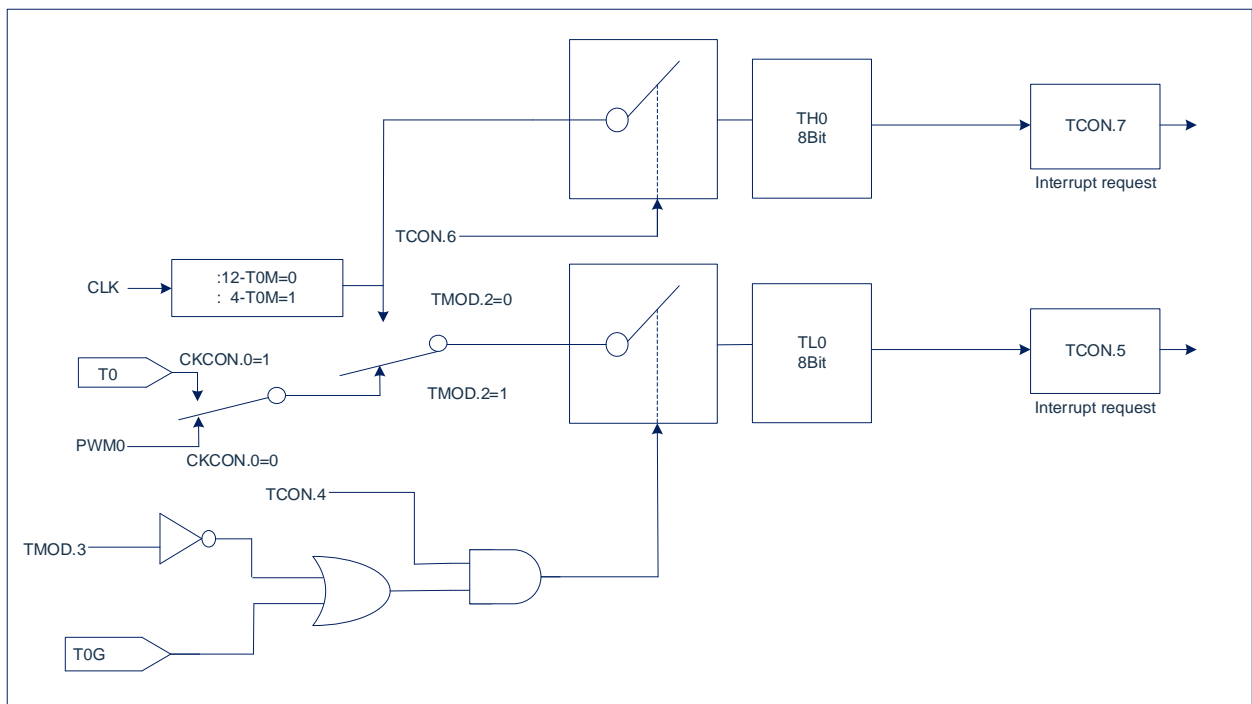 TH0
8Bit
TCON.7
Interrupt request
TCON.6
CLK
:12-T0M=0
: 4-T0M=1
TMOD.2=0
TL0
8Bit
TCON.5
Interrupt request
T0
CKCON.0=1
TMOD.2=1
PWM0
CKCON.0=0
TCON.4
TMOD.3
T0G